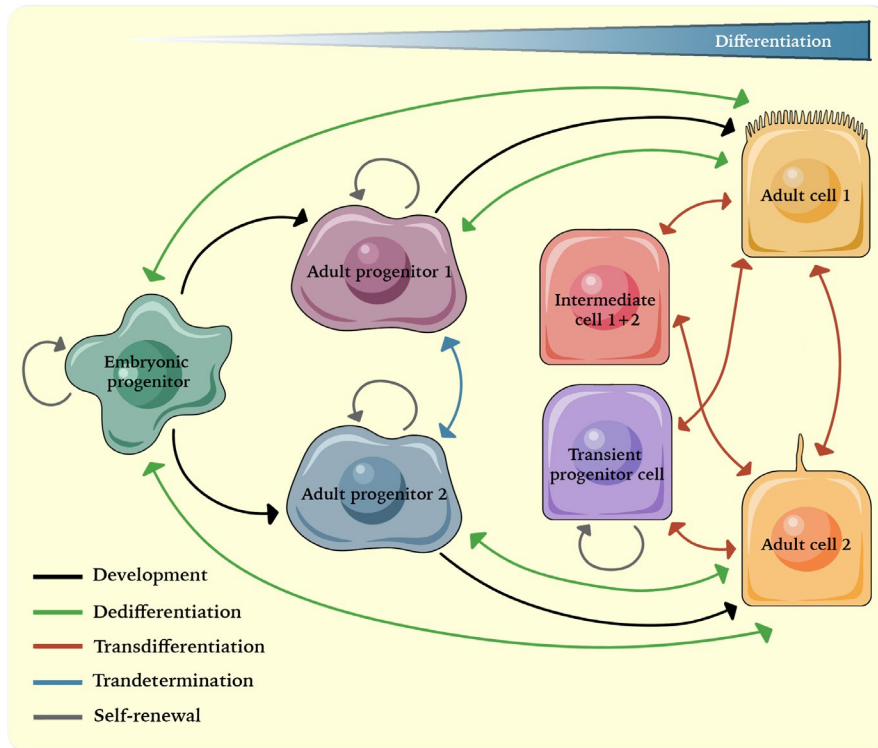 Differentiation
Adult cell 1
Adult progenitor 1
Intermediate
cell 1+2
Embryonic
progenitor
Transient
progenitor cell
Adult progenitor 2
Adult cell 2
Development
Dedifferentiation
Transdifferentiation
Trandetermination
Self-renewal